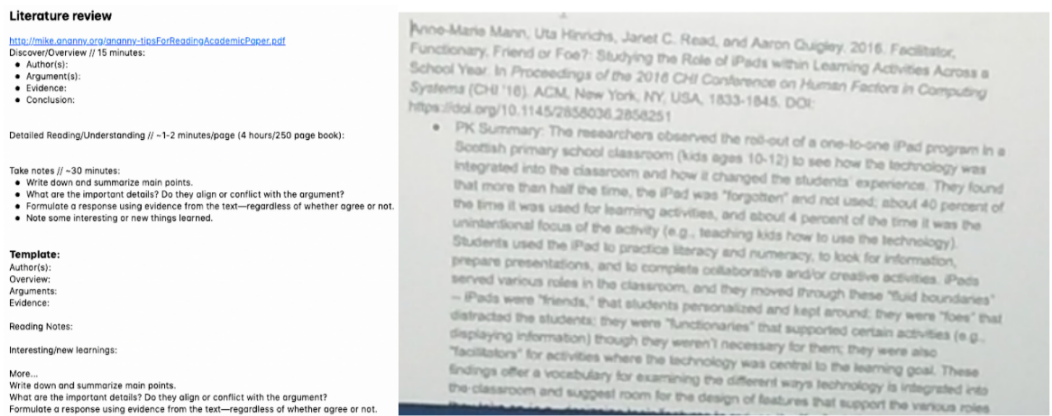 Literature review
http://mike.ananny.org/ananny-tipsForReadingAcademicPaper.pdf
Discover/Overview // 15 minutes:
• Author(s):
• Argument(s):
• Evidence:
• Conclusion:
Detailed Reading/Understanding // ~1-2 minutes/page (4 hours/250 page book):
Take notes // ~30 minutes:
• Write down and summarize main points.
• What are the important details? Do they align or conflict with the argument?
• Formulate a response using evidence from the text—regardless of whether agree or not.
• Note some interesting or new things learned.
Template:
Author(s):
Overview:
Arguments:
Evidence:
Reading Notes:
Interesting/new learnings:
More...
Write down and summarize main points.
What are the important details? Do they align or conflict with the argument?
Formulate a response using evidence from the text—regardless of whether agree or not.
Anne-Marie Mann, Uta Hinrichs, Janet C. Read, and Aaron Quigley. 2016. Facilitator,
Functionary, Friend or Foe?: Studying the Role of iPads within Learning Activities Across a
School Year. In Proceedings of the 2016 CHI Conference on Human Factors in Computing
Systems (CHI '16). ACM, New York, NY, USA, 1833-1845. DOI:
https://doi.org/10.1145/2858036.2858251
• PK Summary: The researchers observed the roll-out of a one-to-one iPad program in a
Scottish primary school classroom (kids ages 10-12) to see how the technology was
integrated into the classroom and how it changed the students' experience. They found
that more than half the time, the iPad was "forgotten" and not used; about 40 percent of
the time it was used for learning activities, and about 4 percent of the time it was the
unintentional focus of the activity (e.g., teaching kids how to use the technology).
Students used the iPad to practice literacy and numeracy, to look for information,
prepare presentations, and to complete collaborative and/or creative activities. iPads
served various roles in the classroom, and they moved through these "fluid boundaries"
– iPads were "friends," that students personalized and kept around; they were "foes" that
distracted the students; they were "functionaries" that supported certain activities (e.g.,
displaying information) though they weren't necessary for them; they were also
"facilitators" for activities where the technology was central to the learning goal. These
findings offer a vocabulary for examining the different ways technology is integrated into
the classroom and suggest room for the design of features that support the various roles